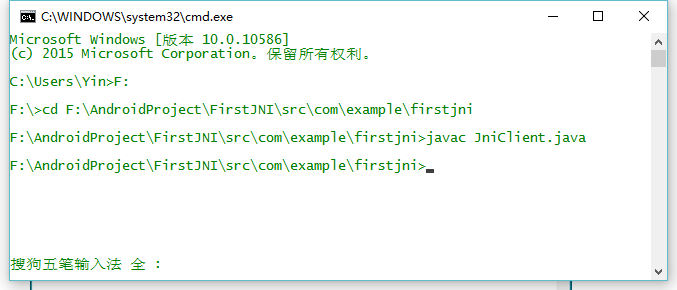 C:\WINDOWS\system32\cmd.exe
Microsoft Windows [版本 10.0.10586]
(c) 2015 Microsoft Corporation。保留所有权利。
C:\Users\Yin>F:
F:\>cd F:\AndroidProject\FirstJNI\src\com\example\firstjni
F:\AndroidProject\FirstJNI\src\com\example\firstjni>javac JniClient.java
F:\AndroidProject\FirstJNI\src\com\example\firstjni>
搜狗五笔输入法 全 :